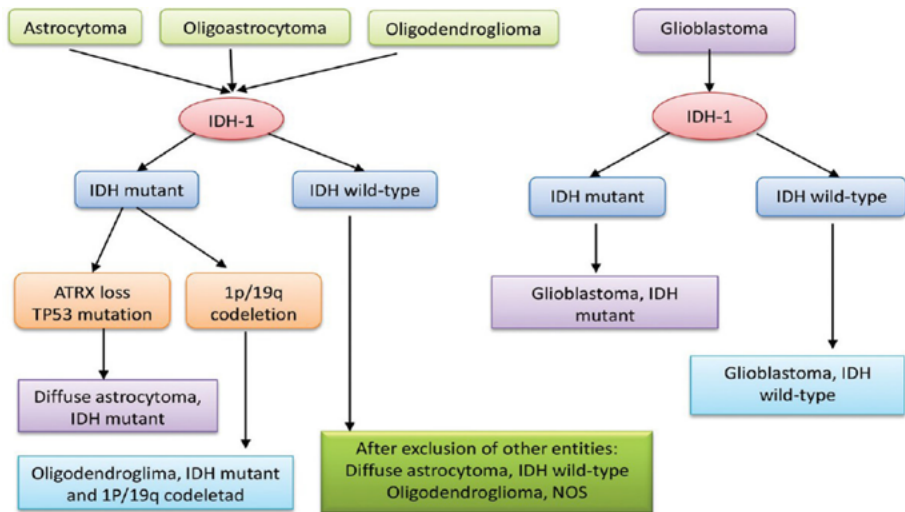 Astrocytoma
Oligoastrocytoma
Oligodendroglioma
Glioblastoma
IDH-1
IDH-1
IDH mutant
IDH wild-type
IDH mutant
IDH wild-type
ATRX loss
TP53 mutation
1p/19q
codeletion
Glioblastoma, IDH
mutant
Diffuse astrocytoma,
IDH mutant
Glioblastoma, IDH
wild-type
Oligodendroglima, IDH mutant
and 1P/19q codeletad
After exclusion of other entities:
Diffuse astrocytoma, IDH wild-type
Oligodendroglioma, NOS